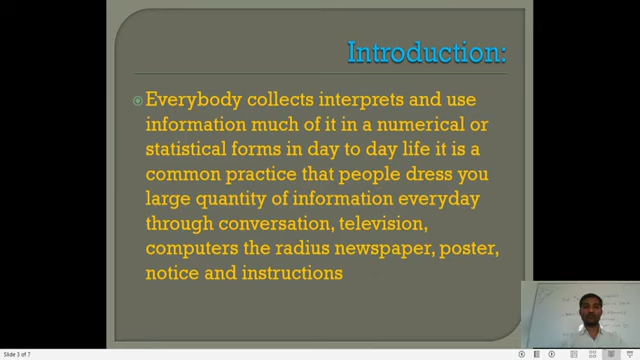 Introduction:
Everybody collects interprets and use
information much of it in a numerical or
statistical forms in day to day life it is a
common practice that people dress you
large quantity of information everyday
through conversation, television,
computers the radius newspaper, poster,
notice and instructions
Slide 3 of 7